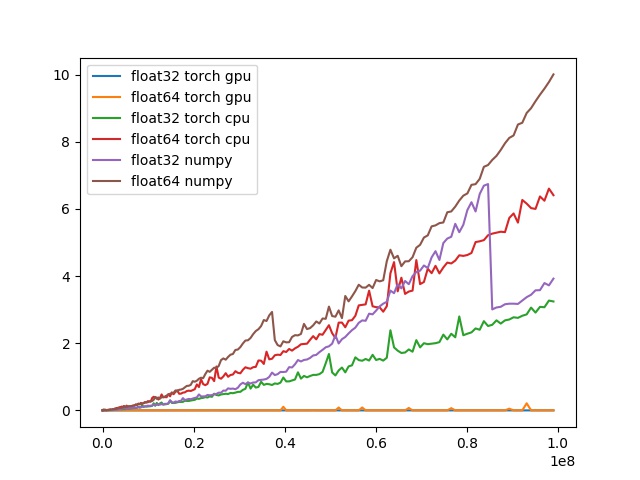 10
8
6
4
2
0
float32 torch gpu
float64 torch gpu
float32 torch cpu
float64 torch cpu
float32 numpy
float64 numpy
0.0 0.2 0.4 0.6 0.8 1.0
1e8